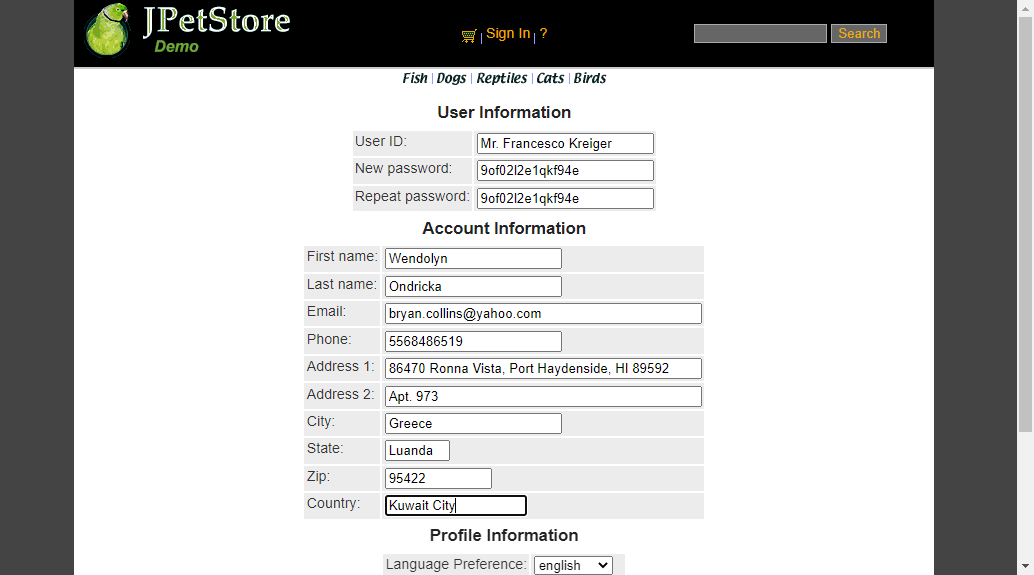 JPetStore
Demo
Sign In | ?
Search
Fish | Dogs | Reptiles | Cats | Birds
User Information
User ID: Mr. Francesco Kreiger
New password: 9of02l2e1qkf94e
Repeat password: 9of02l2e1qkf94e
Account Information
First name: Wendolyn
Last name: Ondricka
Email: bryan.collins@yahoo.com
Phone: 5568486519
Address 1: 86470 Ronna Vista, Port Haydenside, HI 89592
Address 2: Apt. 973
City: Greece
State: Luanda
Zip: 95422
Country: Kuwait City
Profile Information
Language Preference: english